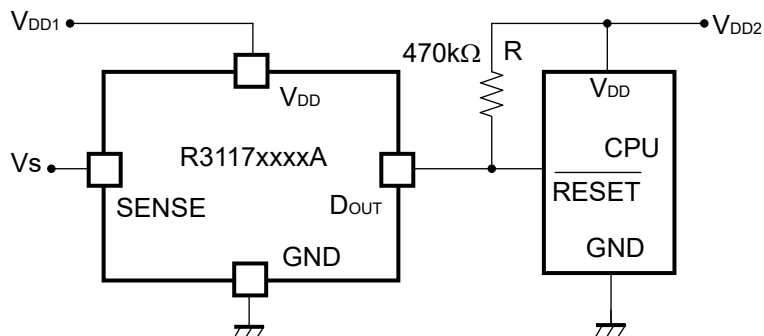 VDD1
VDD2
470kΩ R
VDD
VDD
R3117xxxxA
CPU
Vs
RESET
SENSE
DOUT
GND
GND